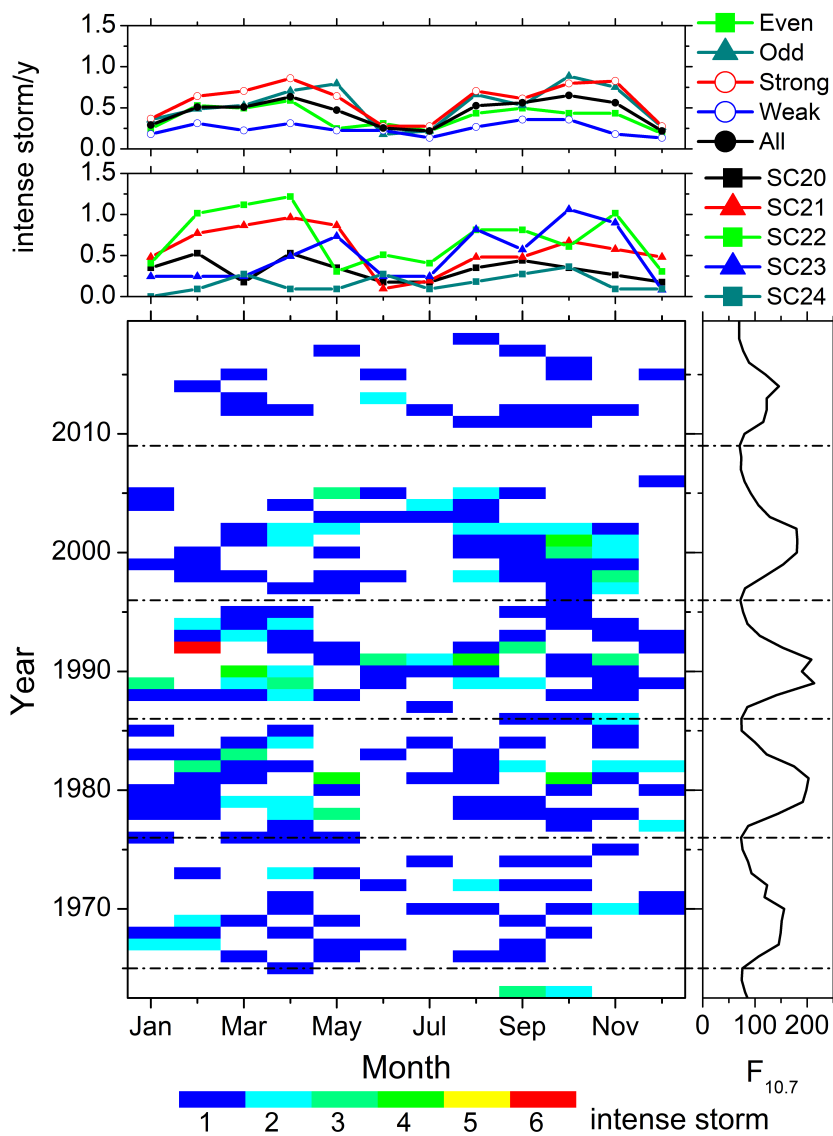 1.5
1.0
0.5
0.0
Even
Odd
Strong
Weak
All
intense storm/y
1.5
1.0
0.5
0.0
SC20
SC21
SC22
SC23
SC24
Year
2010
2000
1990
1980
1970
Jan Mar May Jul Sep Nov
Month
0 100 200
F10.7
1 2 3 4 5 6 intense storm